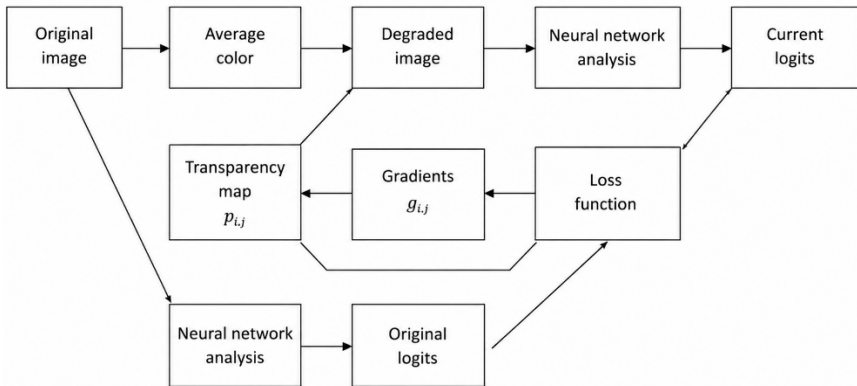 Original
image
Average
color
Degraded
image
Neural network
analysis
Current
logits
Transparency
map
p_{i,j}
Gradients
g_{i,j}
Loss
function
Neural network
analysis
Original
logits